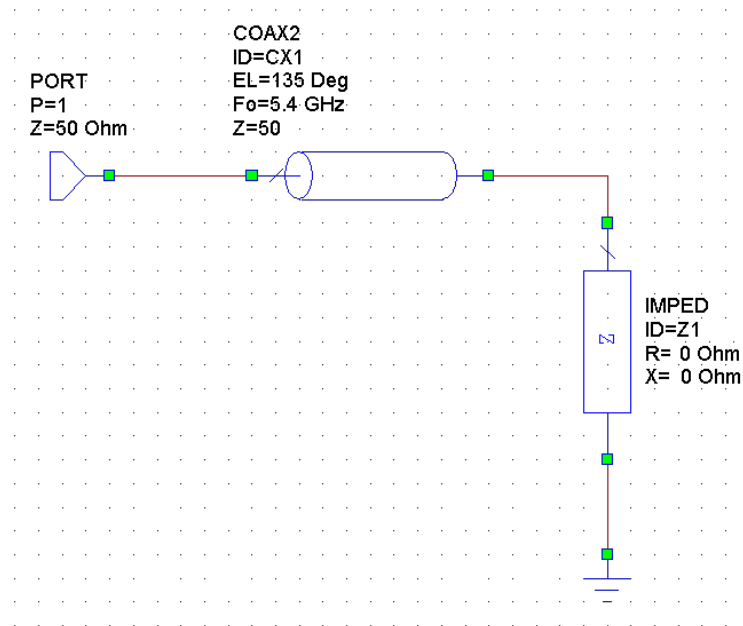 COAX2
ID=CX1
EL=135 Deg
Fo=5.4 GHz
Z=50
PORT
P=1
Z=50 Ohm
Z
IMPED
ID=Z1
R= 0 Ohm
X= 0 Ohm